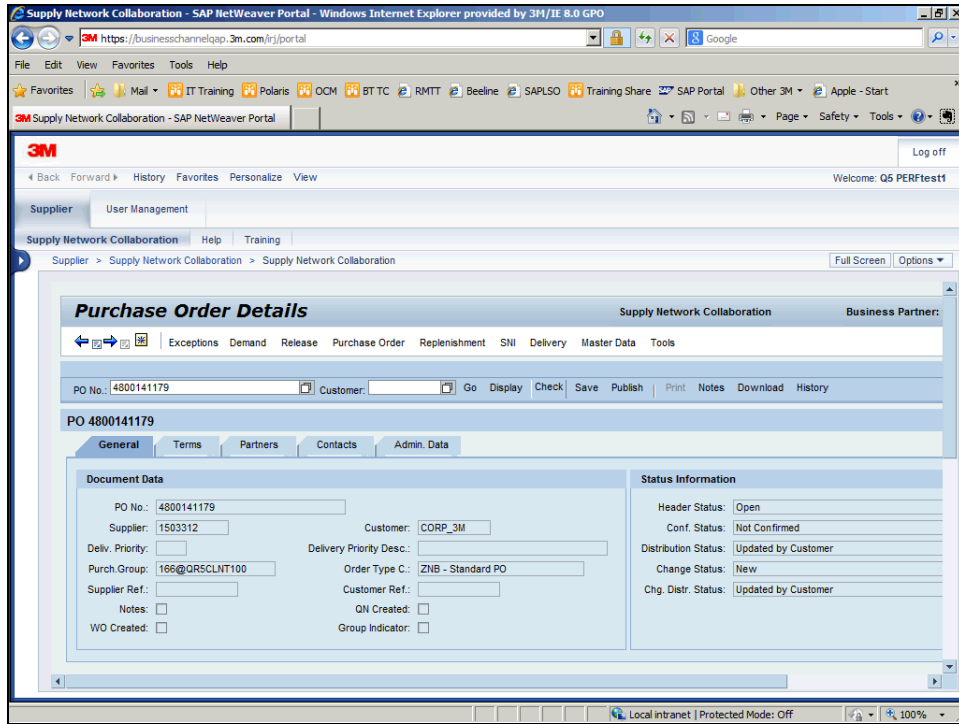 Supply Network Collaboration - SAP NetWeaver Portal - Windows Internet Explorer provided by 3M/IE 8.0 GPO
3M https://businesschannelqap.3m.com/irj/portal
Google
File Edit View Favorites Tools Help
Favorites Mail IT Training Polaris OCM BT TC RMTT Beeline SAPLSO Training Share SAP Portal Other 3M Apple - Start
3M Supply Network Collaboration - SAP NetWeaver Portal
Page Safety Tools
3M
Log off
Back Forward History Favorites Personalize View
Welcome: Q5 PERFtest1
Supplier User Management
Supply Network Collaboration Help Training
Supplier > Supply Network Collaboration > Supply Network Collaboration
Full Screen Options
Purchase Order Details
Supply Network Collaboration Business Partner:
Exceptions Demand Release Purchase Order Replenishment SNI Delivery Master Data Tools
PO No.: 4800141179 Customer: Go Display Check Save Publish Print Notes Download History
PO 4800141179
General Terms Partners Contacts Admin. Data
Document Data
PO No.: 4800141179
Supplier: 1503312 Customer: CORP_3M
Deliv. Priority: Delivery Priority Desc.:
Purch.Group: 166@QR5CLNT100 Order Type C.: ZNB - Standard PO
Supplier Ref.: Customer Ref.:
Notes: QN Created:
WO Created: Group Indicator:
Status Information
Header Status: Open
Conf. Status: Not Confirmed
Distribution Status: Updated by Customer
Change Status: New
Chg. Distr. Status: Updated by Customer
Local intranet | Protected Mode: Off
100%